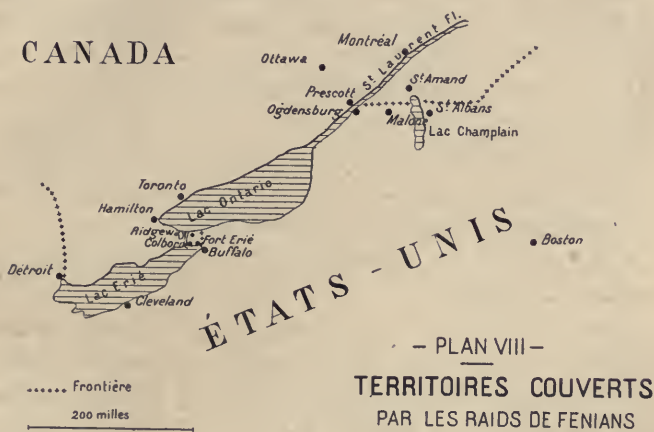 CANADA
Ottawa
Montréal
St Laurent Fl.
St Amand
Prescott
Ogdensburg
Malone
St Albans
Lac Champlain
Toronto
Lac Ontario
Hamilton
Ridgeway
Colborn
Fort Erié
Buffalo
Détroit
Lac Erié
Cleveland
ÉTATS-UNIS
Boston
- PLAN VIII -
TERRITOIRES COUVERTS
PAR LES RAIDS DE FENIANS
Frontière
200 milles